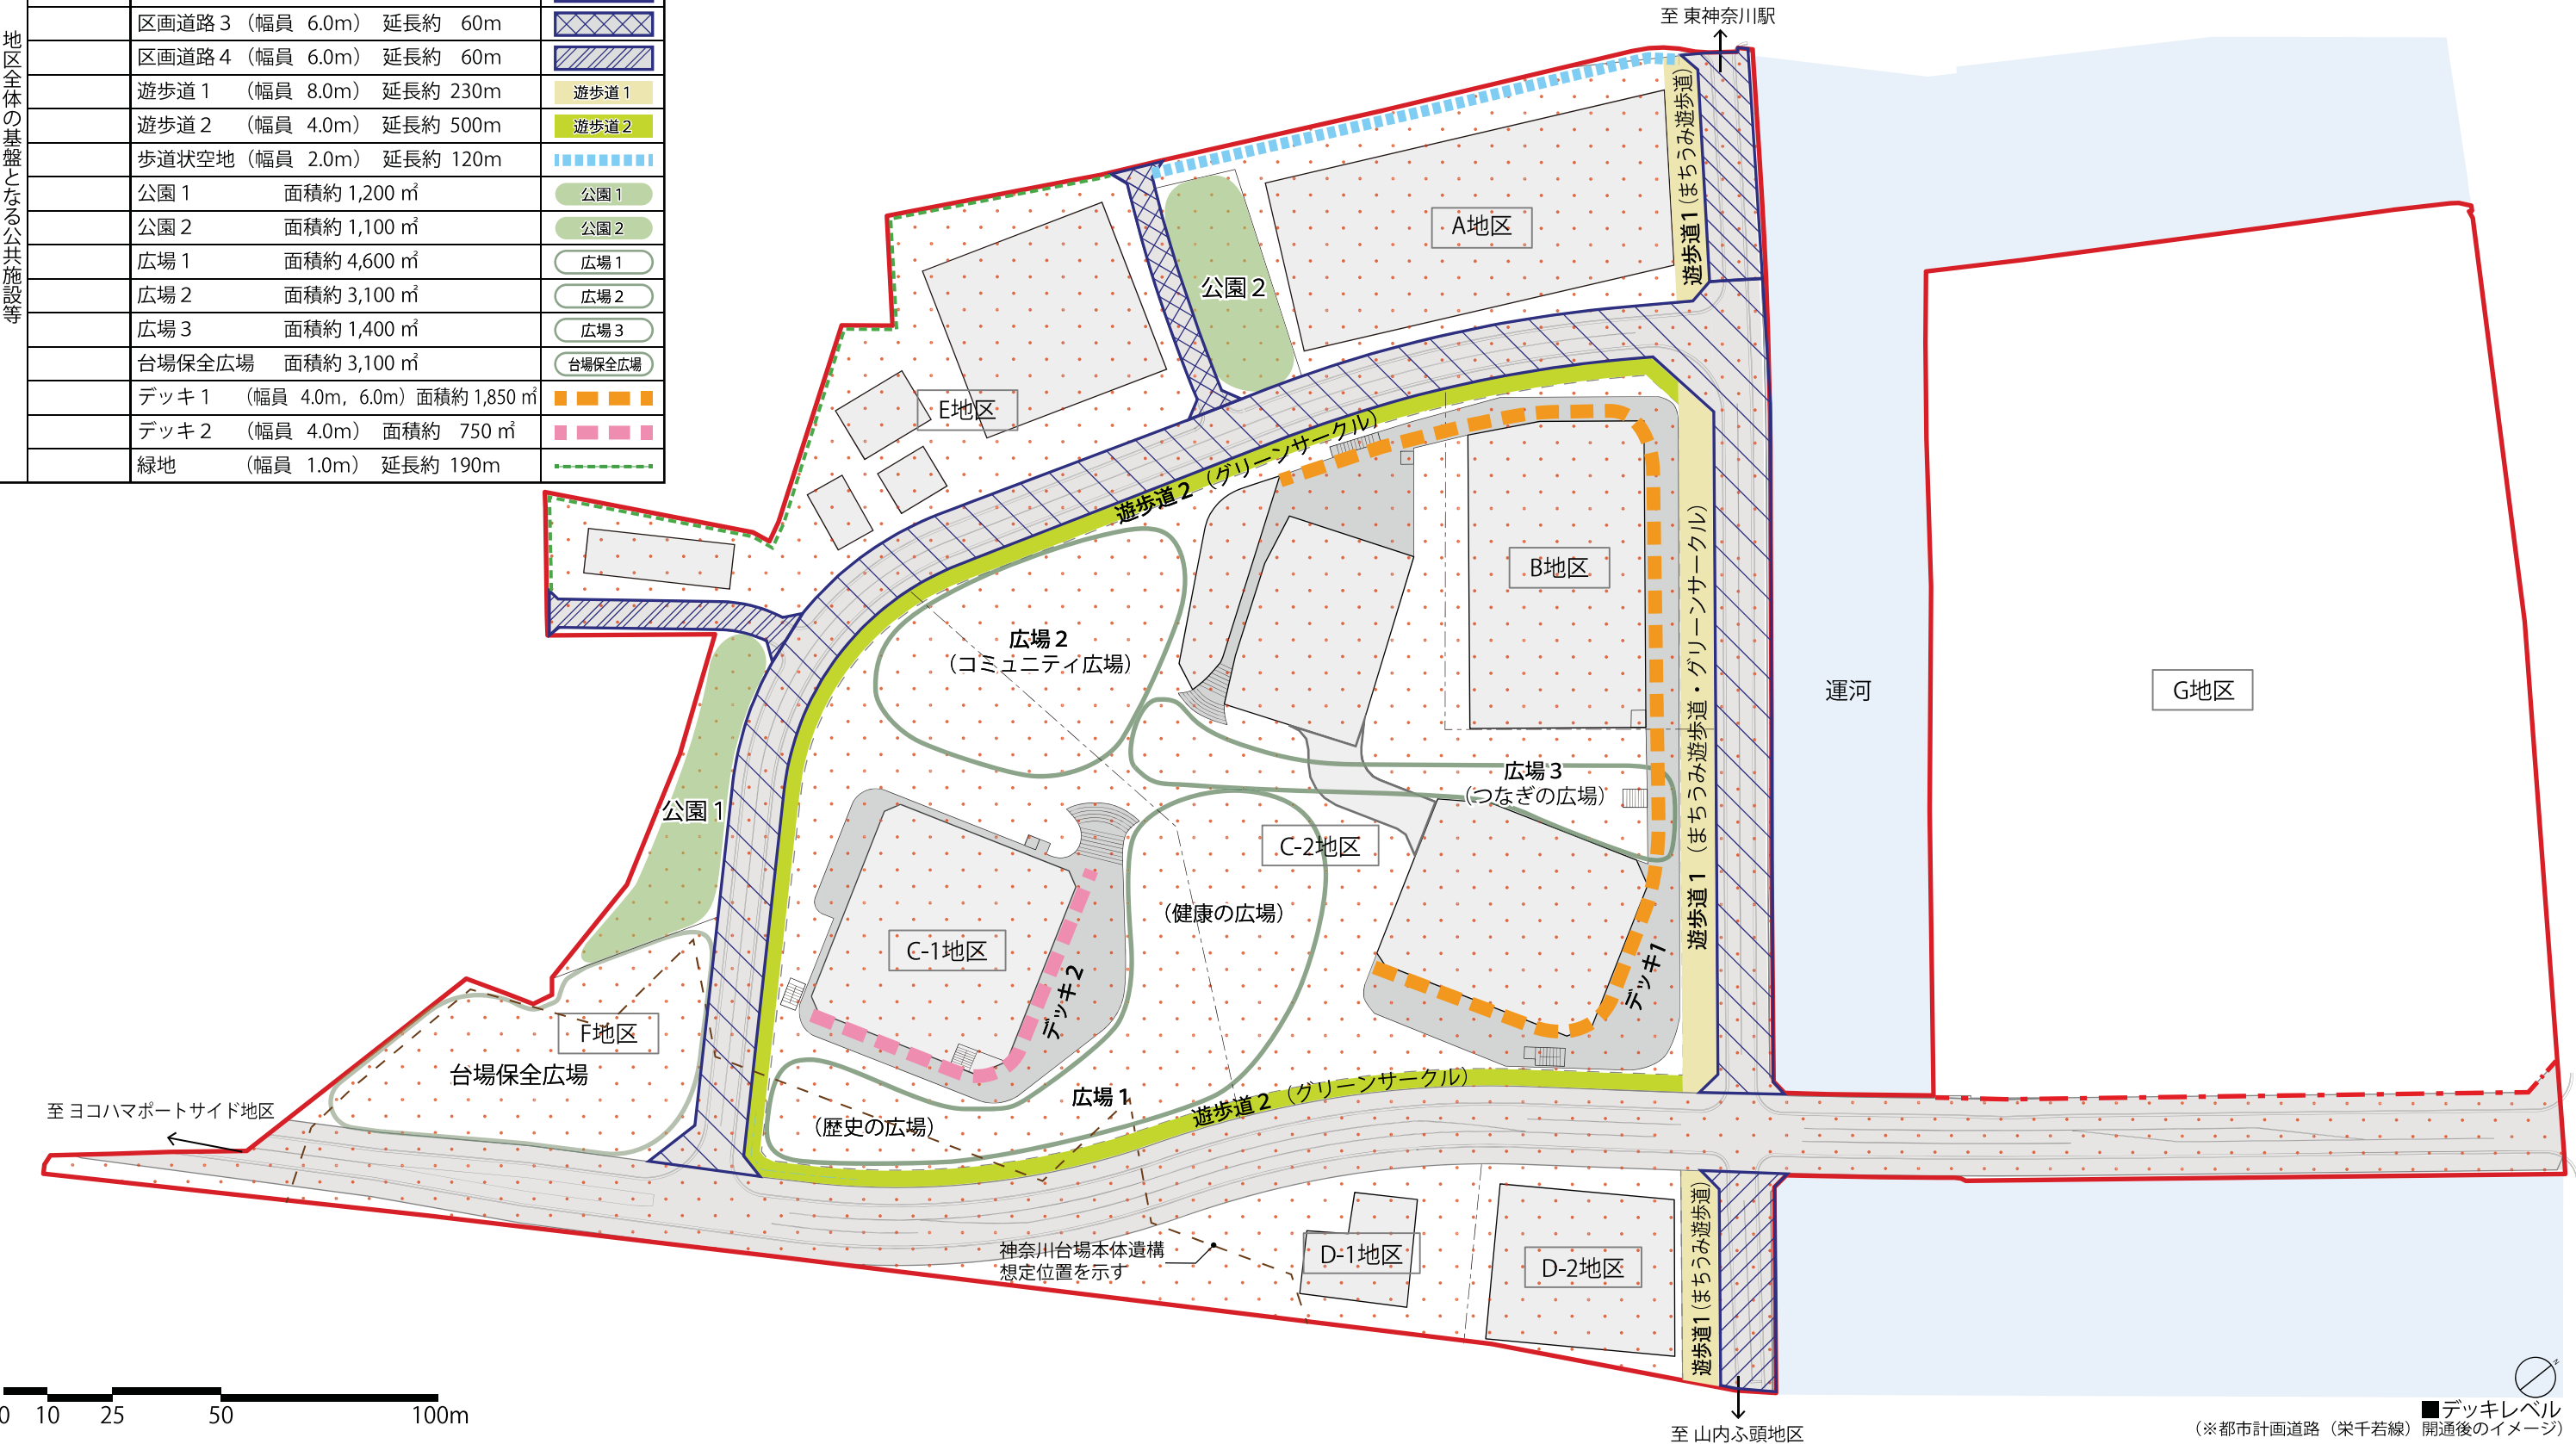 地区全体の基盤となる公共施設等
区画道路3（幅員 6.0m） 延長約 60m
区画道路4（幅員 6.0m） 延長約 60m
遊歩道1 （幅員 8.0m） 延長約 230m 遊歩道1
遊歩道2 （幅員 4.0m） 延長約 500m 遊歩道2
歩道状空地（幅員 2.0m） 延長約 120m
公園1 面積約 1,200 ㎡ 公園1
公園2 面積約 1,100 ㎡ 公園2
広場1 面積約 4,600 ㎡ 広場1
広場2 面積約 3,100 ㎡ 広場2
広場3 面積約 1,400 ㎡ 広場3
台場保全広場 面積約 3,100 ㎡ 台場保全広場
デッキ1 （幅員 4.0m，6.0m）面積約 1,850 ㎡
デッキ2 （幅員 4.0m） 面積約 750 ㎡
緑地 （幅員 1.0m） 延長約 190m
至 東神奈川駅
遊歩道1（まちうみ遊歩道）
A地区
公園2
E地区
遊歩道2（グリーンサークル）
B地区
遊歩道1（まちうみ遊歩道・グリーンサークル）
広場2
（コミュニティ広場）
運河
G地区
広場3
（つなぎの広場）
公園1
C-2地区
（健康の広場）
C-1地区
デッキ2
デッキ1
F地区
台場保全広場
広場1
（歴史の広場）
遊歩道2（グリーンサークル）
至 ヨコハマポートサイド地区
神奈川台場本体遺構
想定位置を示す
D-1地区
D-2地区
遊歩道1（まちうみ遊歩道）
至 山内ふ頭地区
0 10 25 50 100m
N
■デッキレベル
（※都市計画道路（栄千若線）開通後のイメージ）